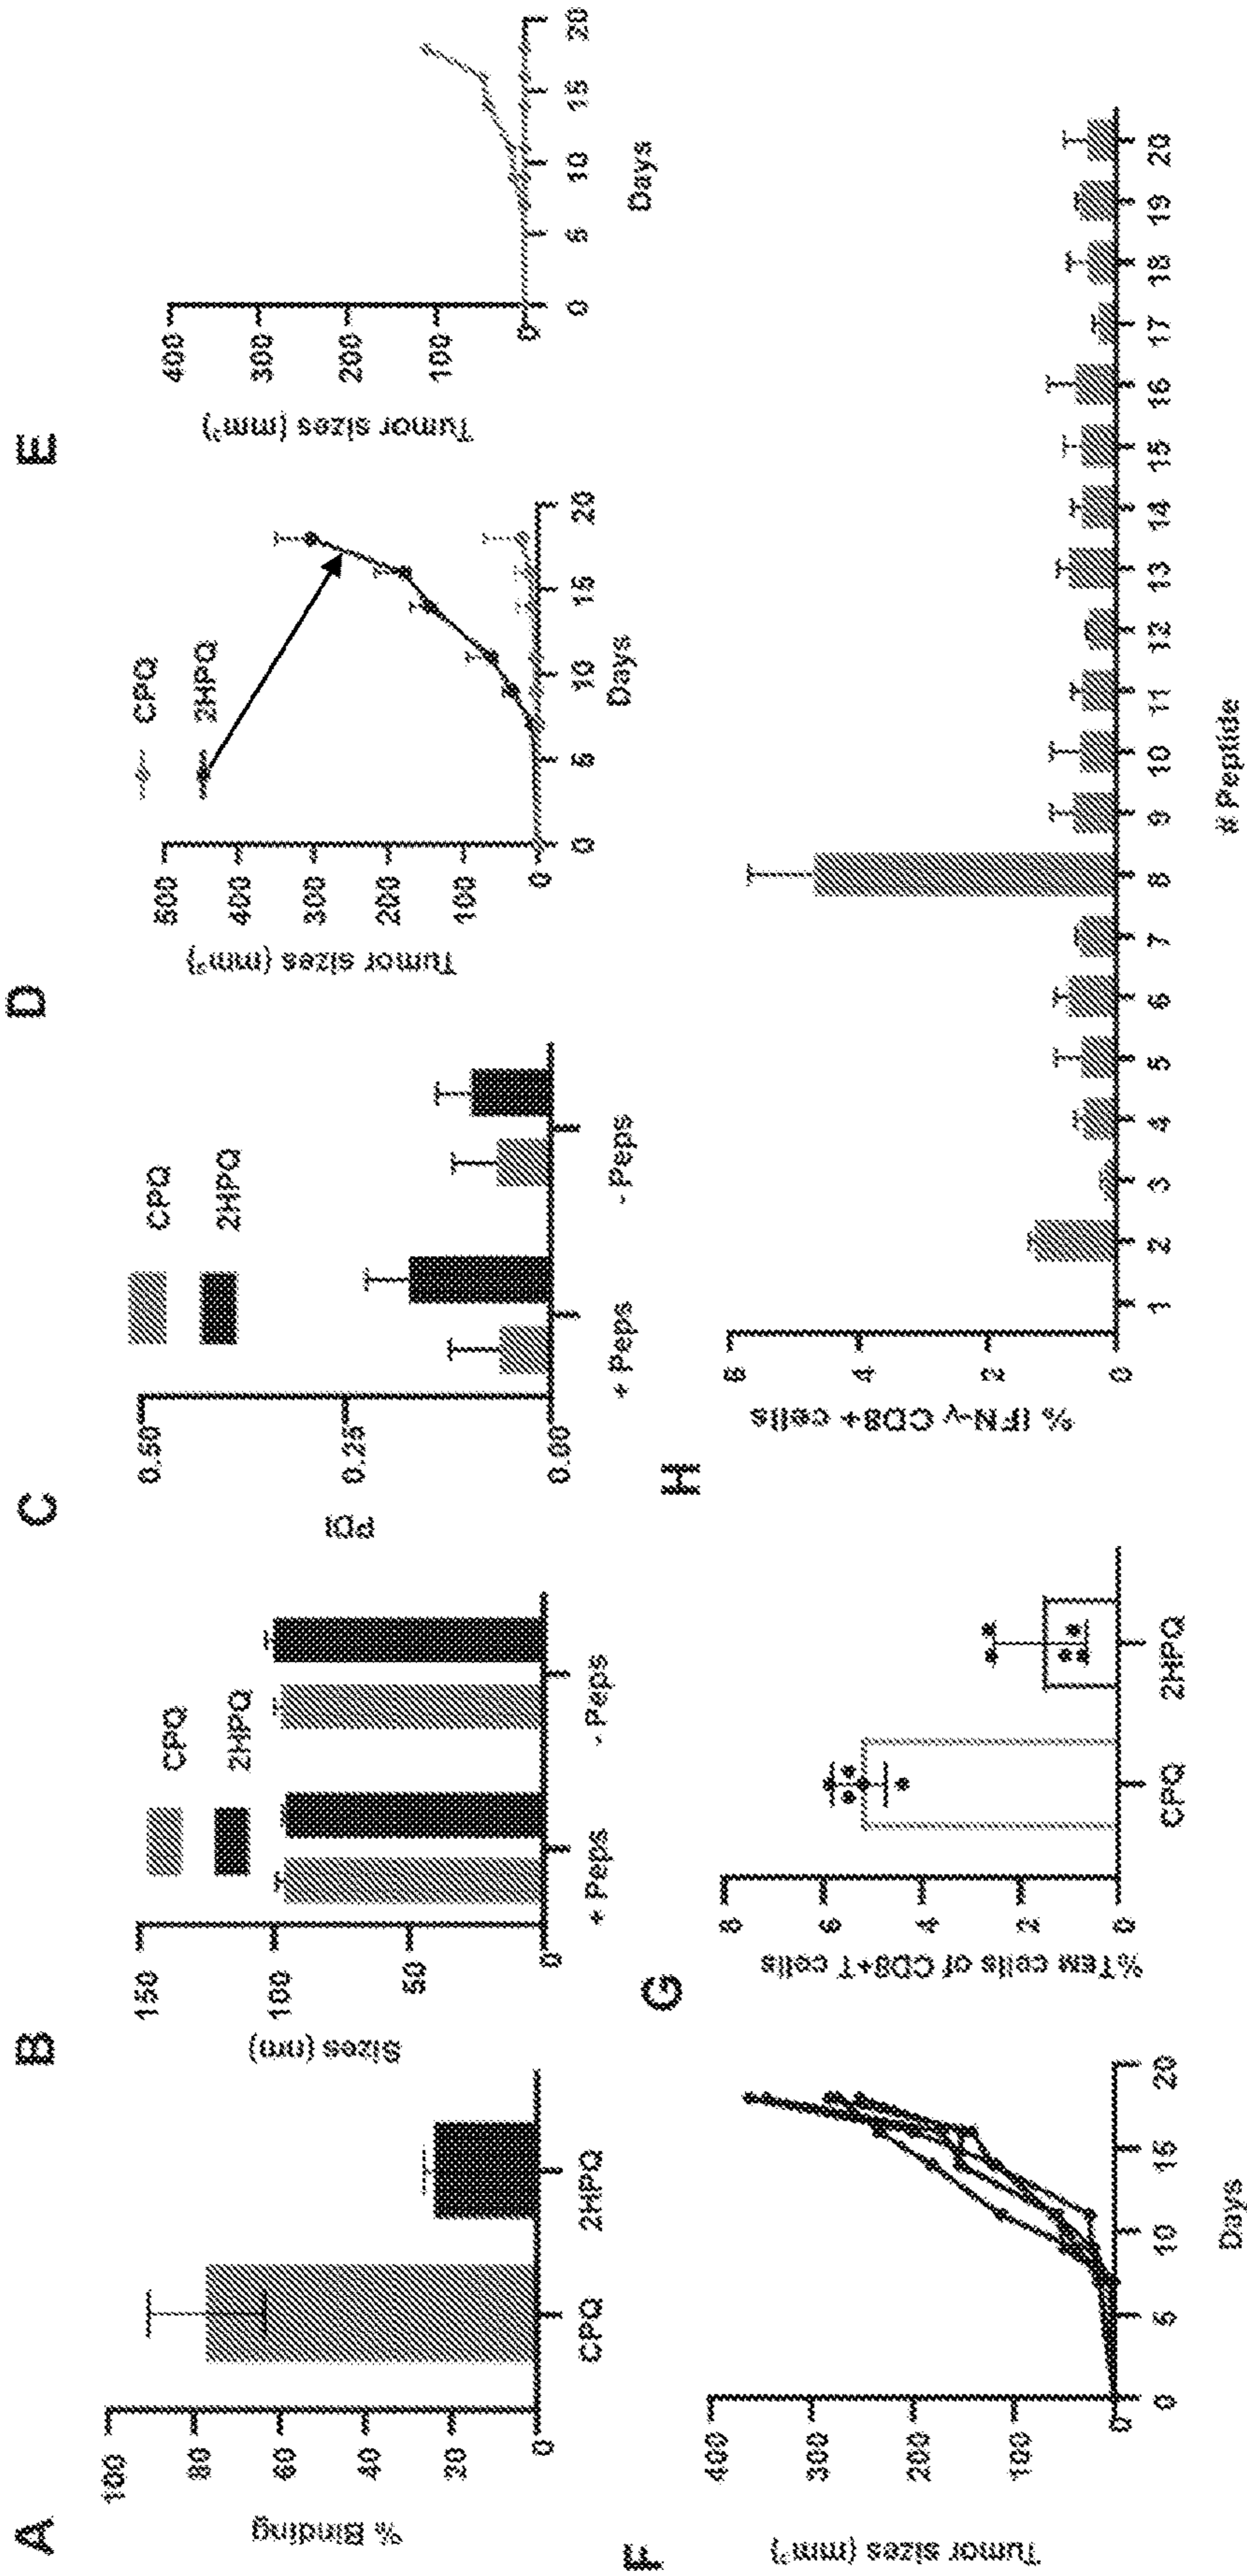 A
% Binding
100
80
60
40
20
0
CPQ
2HPQ
B
Sizes (nm)
150
100
50
0
CPQ
2HPQ
+ Peps
- Peps
C
PDI
0.50
0.25
0.00
CPQ
2HPQ
+ Peps
- Peps
D
Tumor sizes (mm³)
500
400
300
200
100
0
CPQ
2HPQ
0 5 10 15 20
Days
E
Tumor sizes (mm³)
400
300
200
100
0
0 5 10 15 20
Days
F
Tumor sizes (mm³)
400
300
200
100
0
0 5 10 15 20
Days
G
%Tem cells of CD8+T cells
8
6
4
2
0
CPQ
2HPQ
H
% IFN-γ CD8+ cells
6
4
2
0
1 2 3 4 5 6 7 8 9 10 11 12 13 14 15 16 17 18 19 20
# Peptide